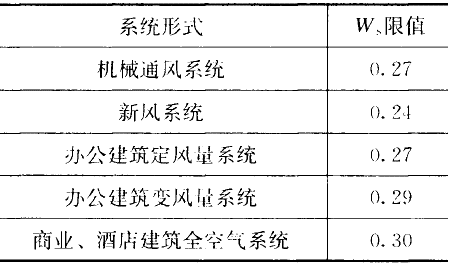 系统形式 Wₛ限值
机械通风系统 0.27
新风系统 0.24
办公建筑定风量系统 0.27
办公建筑变风量系统 0.29
商业、酒店建筑全空气系统 0.30